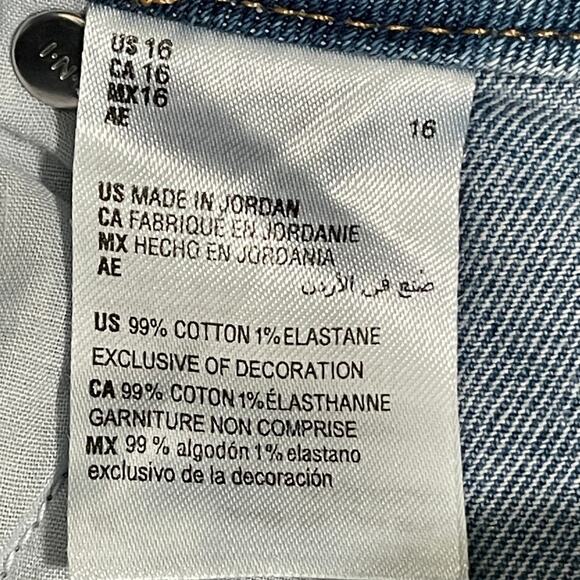 I·N·
US 16
CA 16
MX16
AE
16
US MADE IN JORDAN
CA FABRIQUÉ EN JORDANIE
MX HECHO EN JORDANIA
AE
صنع في الأردن
US 99% COTTON 1% ELASTANE
EXCLUSIVE OF DECORATION
CA 99% COTON 1% ÉLASTHANNE
GARNITURE NON COMPRISE
MX 99 % algodón 1% elastano
exclusivo de la decoración